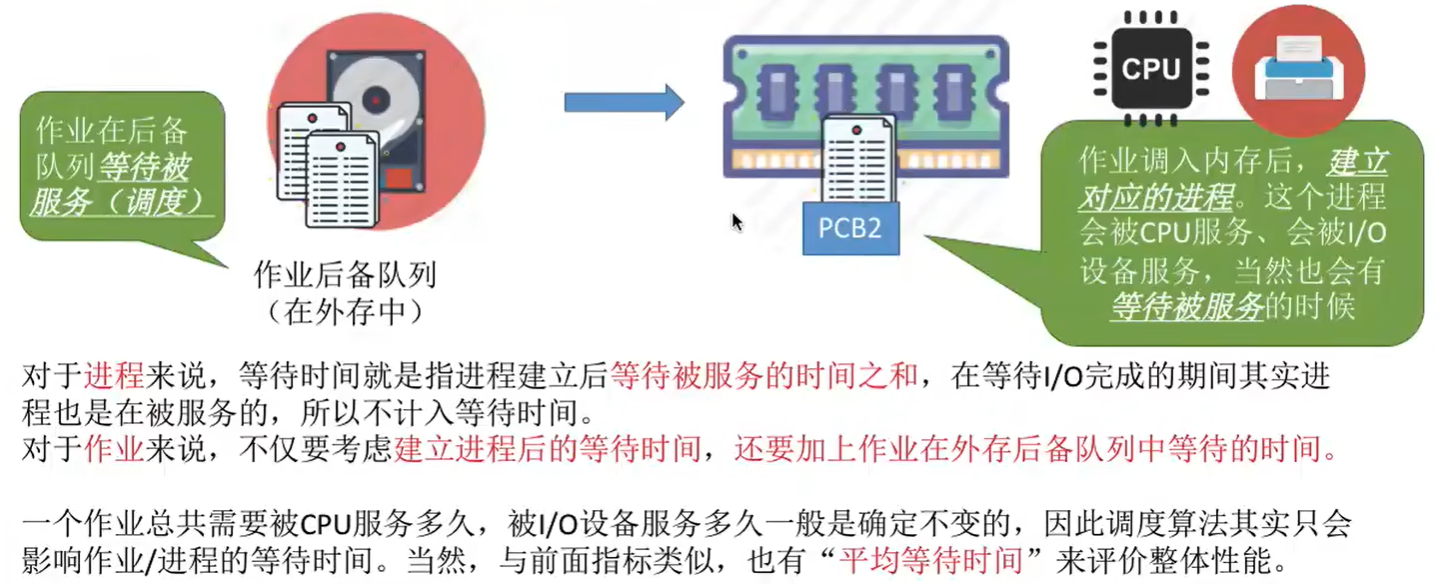 作业在后备
队列等待被
服务（调度）
作业后备队列
（在外存中）
PCB2
CPU
作业调入内存后，建立
对应的进程。这个进程
会被CPU服务、会被I/O
设备服务，当然也会有
等待被服务的时候
对于进程来说，等待时间就是指进程建立后等待被服务的时间之和，在等待I/O完成的期间其实进
程也是在被服务的，所以不计入等待时间。
对于作业来说，不仅要考虑建立进程后的等待时间，还要加上作业在外存后备队列中等待的时间。
一个作业总共需要被CPU服务多久，被I/O设备服务多久一般是确定不变的，因此调度算法其实只会
影响作业/进程的等待时间。当然，与前面指标类似，也有“平均等待时间”来评价整体性能。